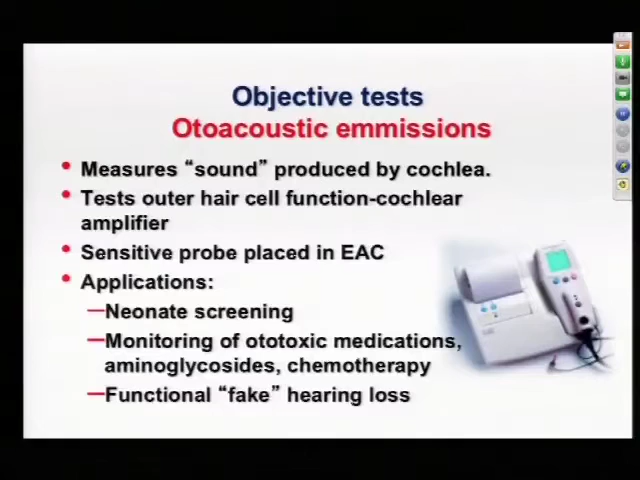 Objective tests
Otoacoustic emmissions
• Measures “sound” produced by cochlea.
• Tests outer hair cell function-cochlear
amplifier
• Sensitive probe placed in EAC
• Applications:
—Neonate screening
—Monitoring of ototoxic medications,
aminoglycosides, chemotherapy
—Functional “fake” hearing loss